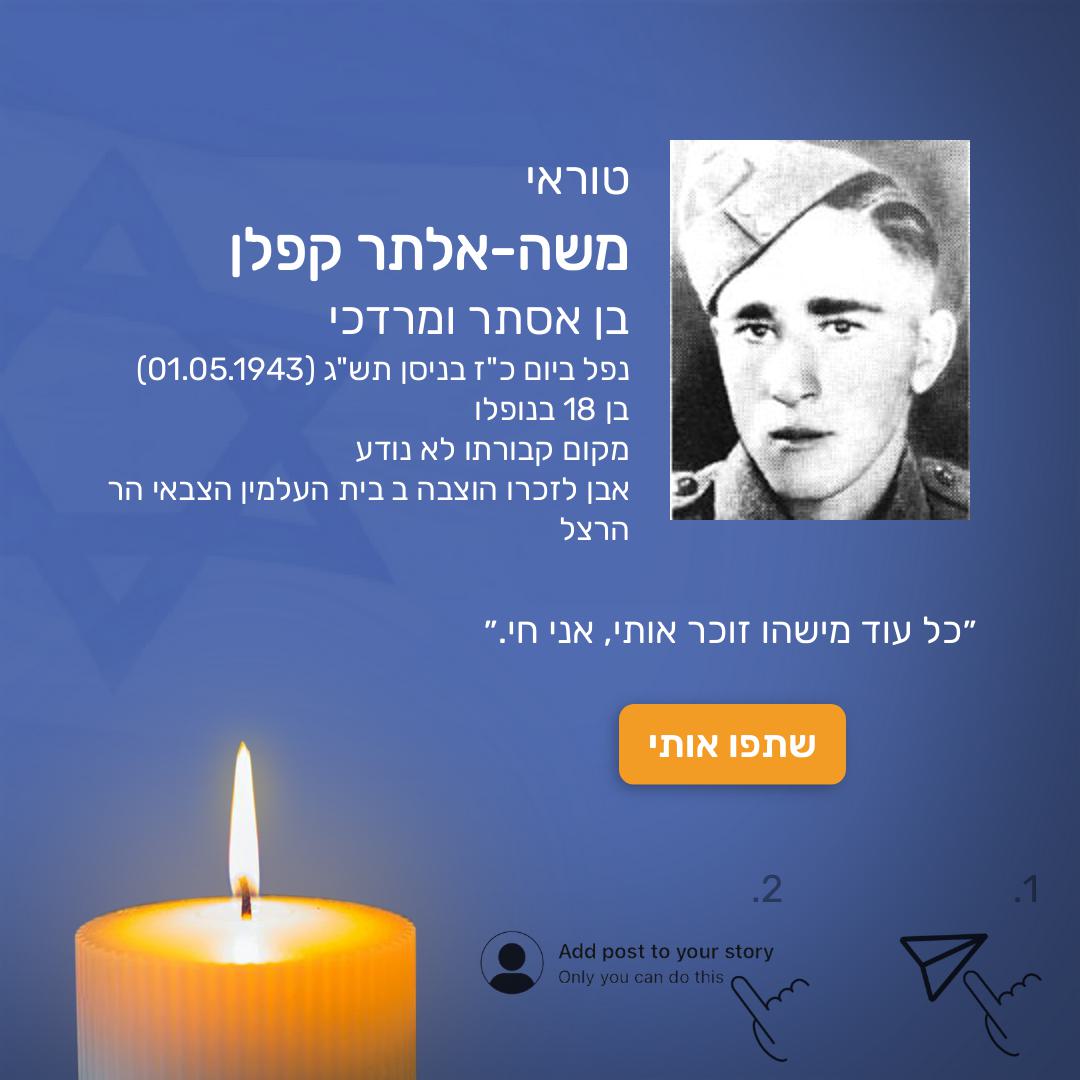 טוראי
משה-אלתר קפלן
בן אסתר ומרדכי
נפל ביום כ"ז בניסן תש"ג (01.05.1943)
בן 18 בנופלו
מקום קבורתו לא נודע
אבן לזכרו הוצבה ב בית העלמין הצבאי הר
הרצל
״כל עוד מישהו זוכר אותי, אני חי.״
שתפו אותי
1.
2.
Add post to your story
Only you can do this